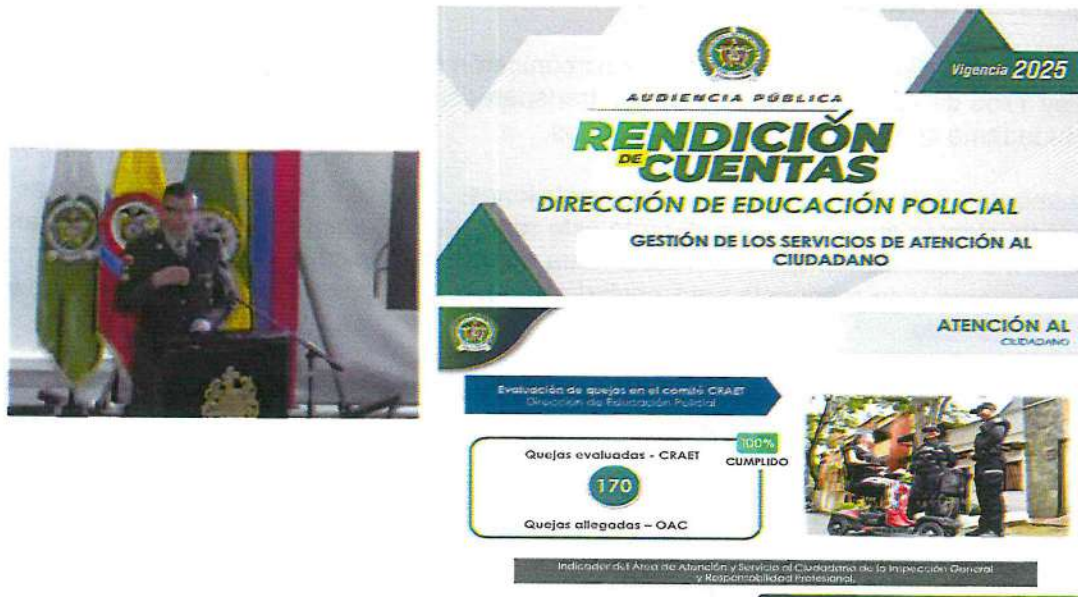 Vigencia 2025
AUDIENCIA PÚBLICA
RENDICIÓN
DE CUENTAS
DIRECCIÓN DE EDUCACIÓN POLICIAL
GESTIÓN DE LOS SERVICIOS DE ATENCIÓN AL
CIUDADANO
ATENCIÓN AL
CIUDADANO
Evaluación de quejas en el comité CRAET
Dirección de Educación Policial
Quejas evaluadas - CRAET
100%
CUMPLIDO
170
Quejas allegadas – OAC
Indicador del Área de Atención y Servicio al Ciudadano de la Inspección General
y Responsabilidad Profesional.